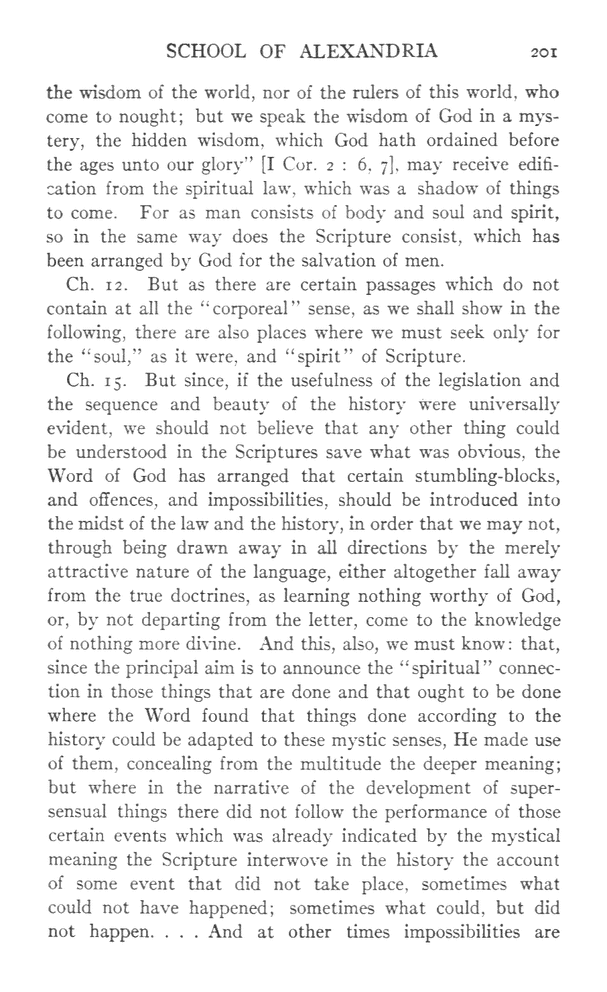 SCHOOL OF ALEXANDRIA 201
the wisdom of the world, nor of the rulers of this world, who
come to nought; but we speak the wisdom of God in a mys-
tery, the hidden wisdom, which God hath ordained before
the ages unto our glory" [I Cor. 2 : 6, 7], may receive edifi-
cation from the spiritual law, which was a shadow of things
to come. For as man consists of body and soul and spirit,
so in the same way does the Scripture consist, which has
been arranged by God for the salvation of men.
Ch. 12. But as there are certain passages which do not
contain at all the "corporeal" sense, as we shall show in the
following, there are also places where we must seek only for
the "soul," as it were, and "spirit" of Scripture.
Ch. 15. But since, if the usefulness of the legislation and
the sequence and beauty of the history were universally
evident, we should not believe that any other thing could
be understood in the Scriptures save what was obvious, the
Word of God has arranged that certain stumbling-blocks,
and offences, and impossibilities, should be introduced into
the midst of the law and the history, in order that we may not,
through being drawn away in all directions by the merely
attractive nature of the language, either altogether fall away
from the true doctrines, as learning nothing worthy of God,
or, by not departing from the letter, come to the knowledge
of nothing more divine. And this, also, we must know: that,
since the principal aim is to announce the "spiritual" connec-
tion in those things that are done and that ought to be done
where the Word found that things done according to the
history could be adapted to these mystic senses, He made use
of them, concealing from the multitude the deeper meaning;
but where in the narrative of the development of super-
sensual things there did not follow the performance of those
certain events which was already indicated by the mystical
meaning the Scripture interwove in the history the account
of some event that did not take place, sometimes what
could not have happened; sometimes what could, but did
not happen. . . . And at other times impossibilities are